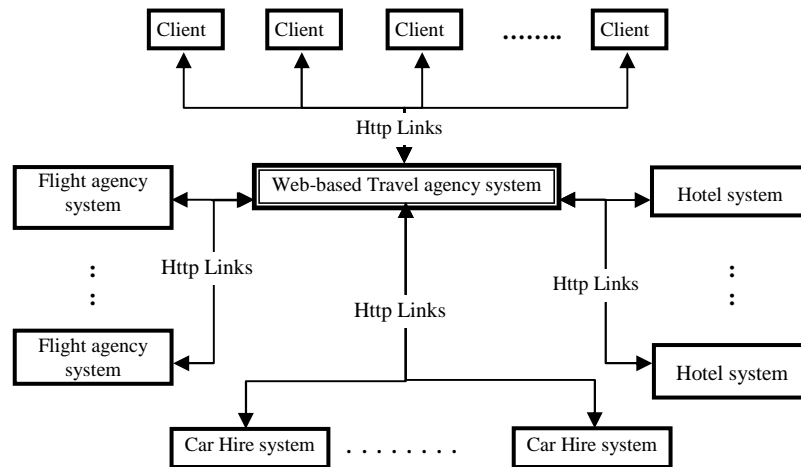 Client
Client
Client
........
Client
Http Links
Web-based Travel agency system
Flight agency
system
Hotel system
Http Links
Http Links
Http Links
:
:
:
:
Flight agency
system
Hotel system
Car Hire system
. . . . . . . .
Car Hire system